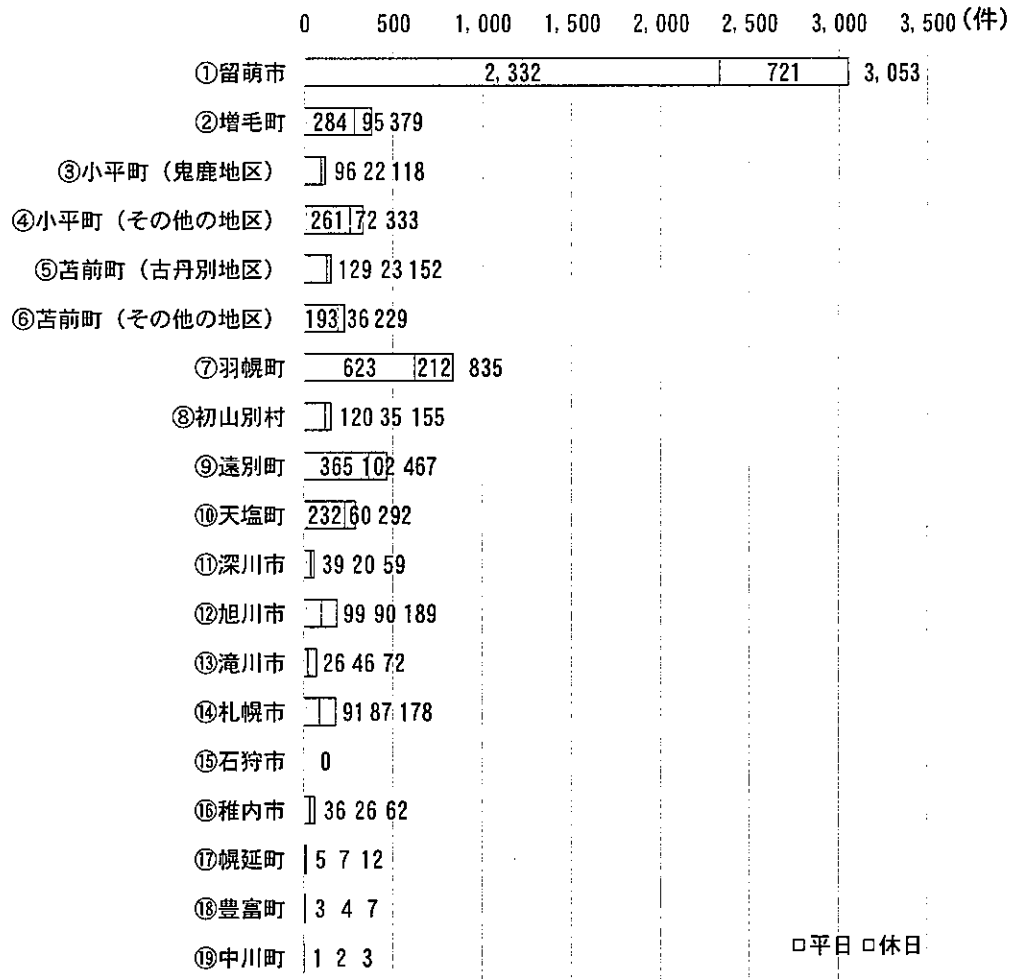 0 500 1,000 1,500 2,000 2,500 3,000 3,500 (件)
①留萌市 2,332 721 3,053
②増毛町 284 95 379
③小平町（鬼鹿地区） 96 22 118
④小平町（その他の地区） 261 72 333
⑤苫前町（古丹別地区） 129 23 152
⑥苫前町（その他の地区） 193 36 229
⑦羽幌町 623 212 835
⑧初山別村 120 35 155
⑨遠別町 365 102 467
⑩天塩町 232 60 292
⑪深川市 39 20 59
⑫旭川市 99 90 189
⑬滝川市 26 46 72
⑭札幌市 91 87 178
⑮石狩市 0
⑯稚内市 36 26 62
⑰幌延町 5 7 12
⑱豊富町 3 4 7
⑲中川町 1 2 3
□平日 □休日